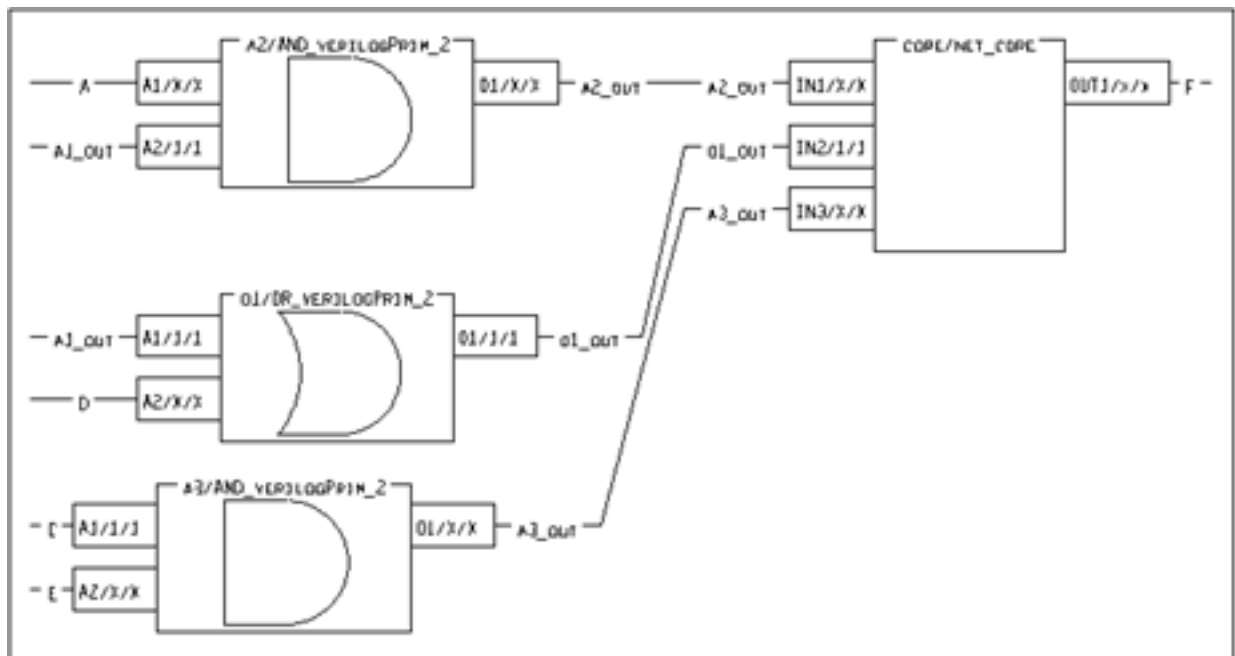 A2/AND_VERILOGPRIM_2
CORE/NET_CORE
A
A1/X/X
O1/X/X
A2_OUT
A2_OUT
IN1/X/X
OUT1/X/X
F
A1_OUT
A2/1/1
O1_OUT
IN2/1/1
A3_OUT
IN3/X/X
O1/OR_VERILOGPRIM_2
A1_OUT
A1/1/1
O1/1/1
O1_OUT
D
A2/X/X
A3/AND_VERILOGPRIM_2
C
A1/1/1
O1/X/X
A3_OUT
E
A2/X/X